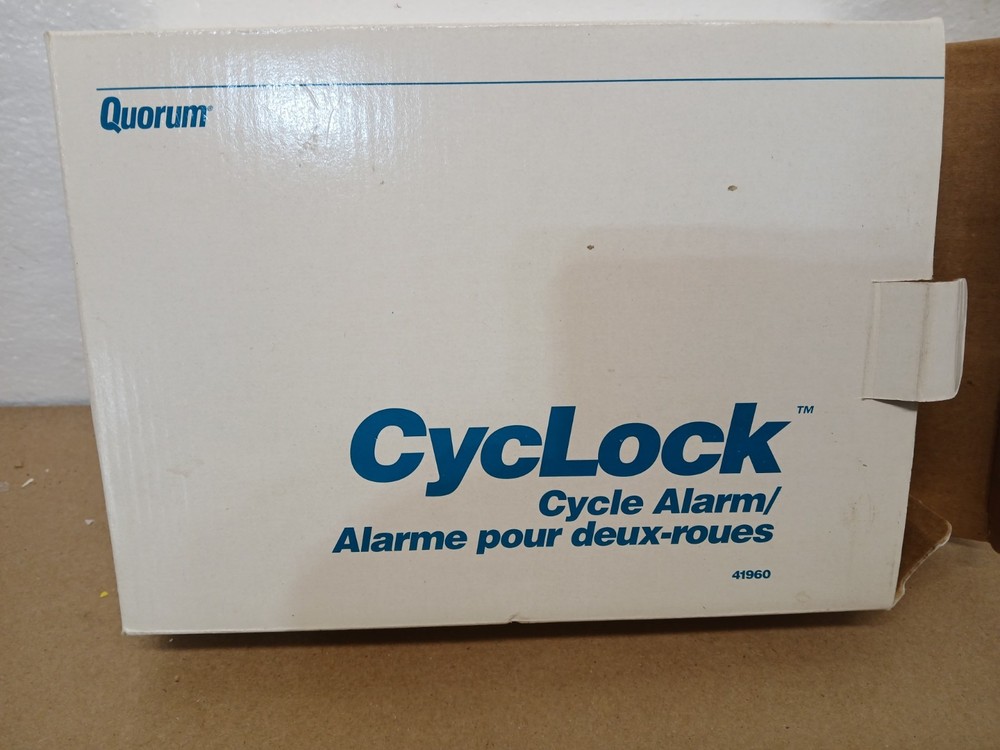 Quorum®
CycLock™
Cycle Alarm/
Alarme pour deux-roues
41960